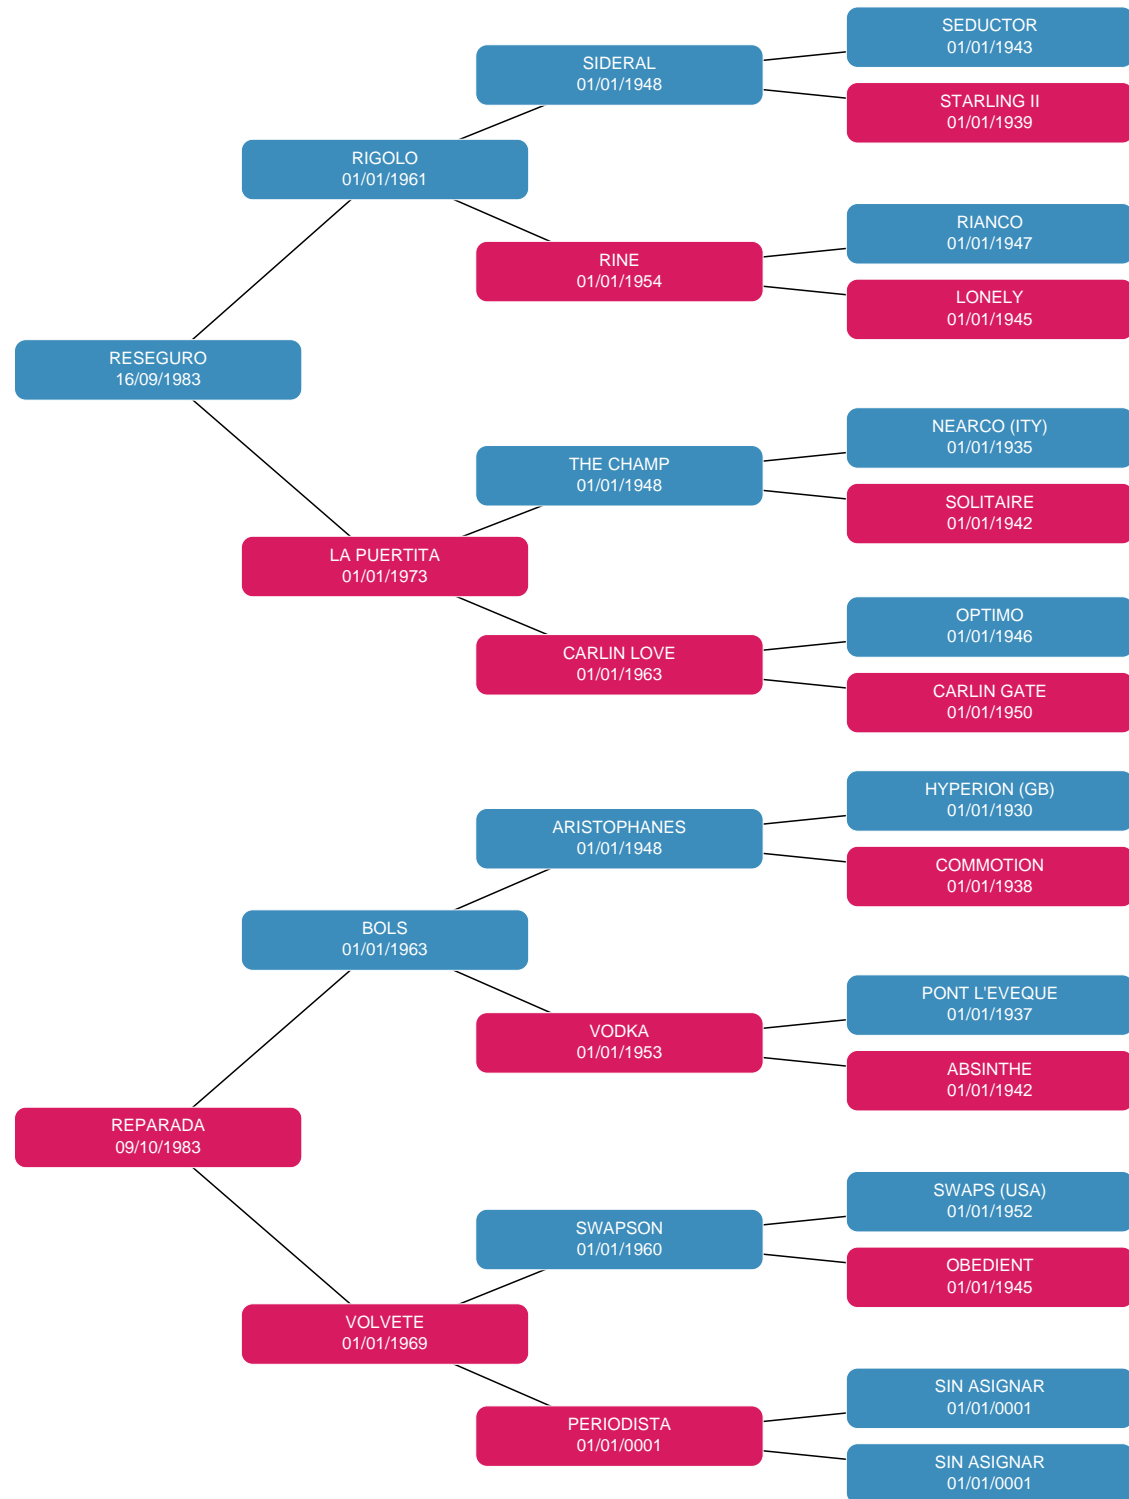 SEDUCTOR
01/01/1943
SIDERAL
01/01/1948
STARLING II
01/01/1939
RIGOLO
01/01/1961
RIANCO
01/01/1947
RINE
01/01/1954
LONELY
01/01/1945
RESEGURO
16/09/1983
NEARCO (ITY)
01/01/1935
THE CHAMP
01/01/1948
SOLITAIRE
01/01/1942
LA PUERTITA
01/01/1973
OPTIMO
01/01/1946
CARLIN LOVE
01/01/1963
CARLIN GATE
01/01/1950
HYPERION (GB)
01/01/1930
ARISTOPHANES
01/01/1948
COMMOTION
01/01/1938
BOLS
01/01/1963
PONT L'EVEQUE
01/01/1937
VODKA
01/01/1953
ABSINTHE
01/01/1942
REPARADA
09/10/1983
SWAPS (USA)
01/01/1952
SWAPSON
01/01/1960
OBEDIENT
01/01/1945
VOLVETE
01/01/1969
SIN ASIGNAR
01/01/0001
PERIODISTA
01/01/0001
SIN ASIGNAR
01/01/0001